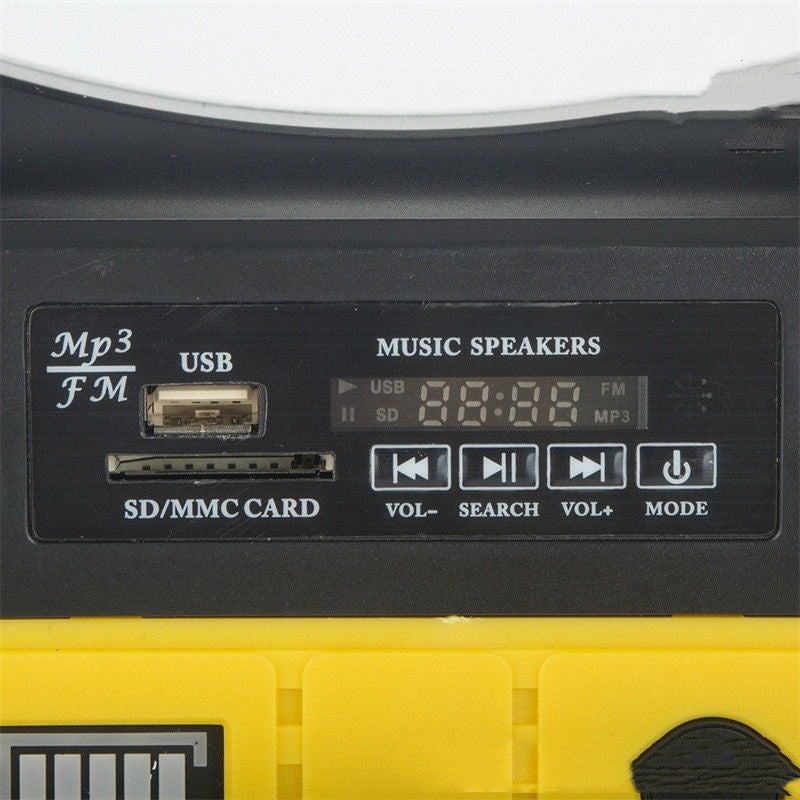 Mp3
FM
USB
MUSIC SPEAKERS
USB 88:88 FM
SD MP3
SD/MMC CARD
VOL- SEARCH VOL+ MODE